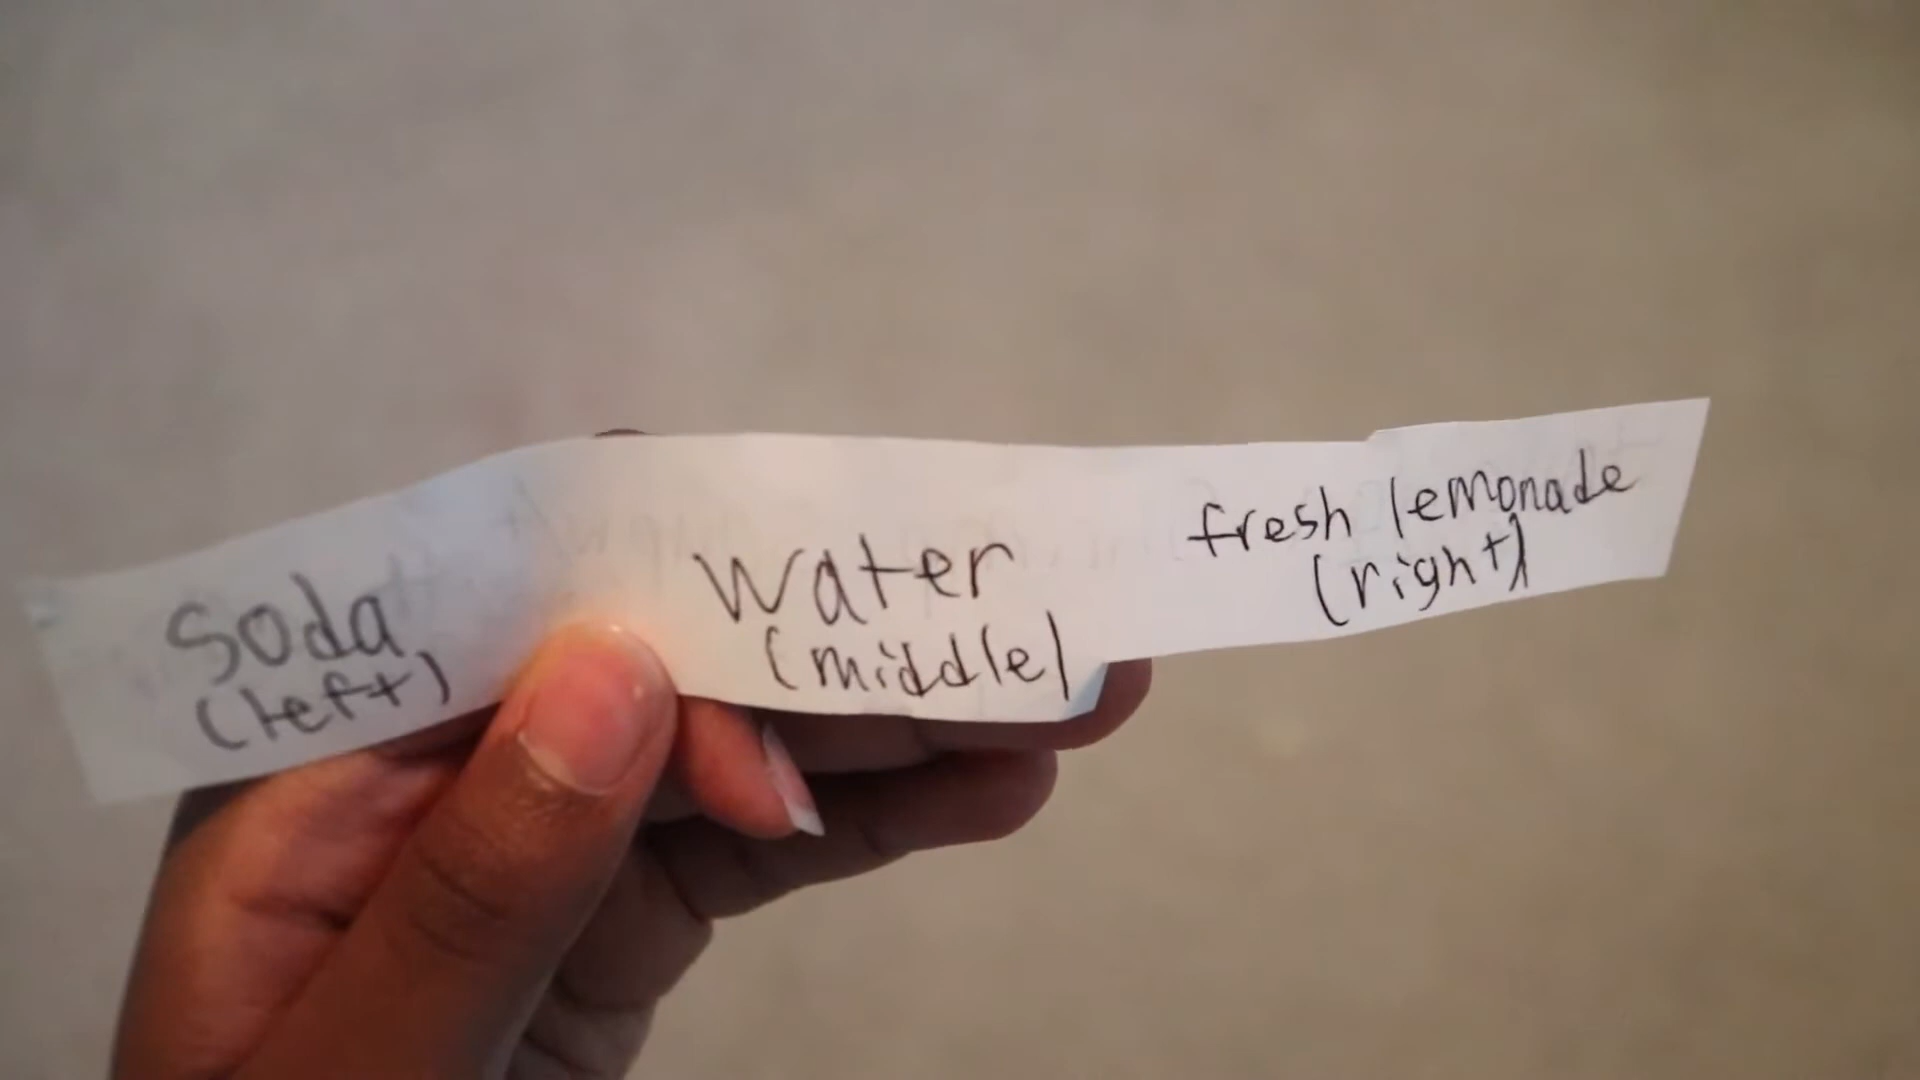 Soda
(left)
Water
(middle)
fresh lemonade
(right)